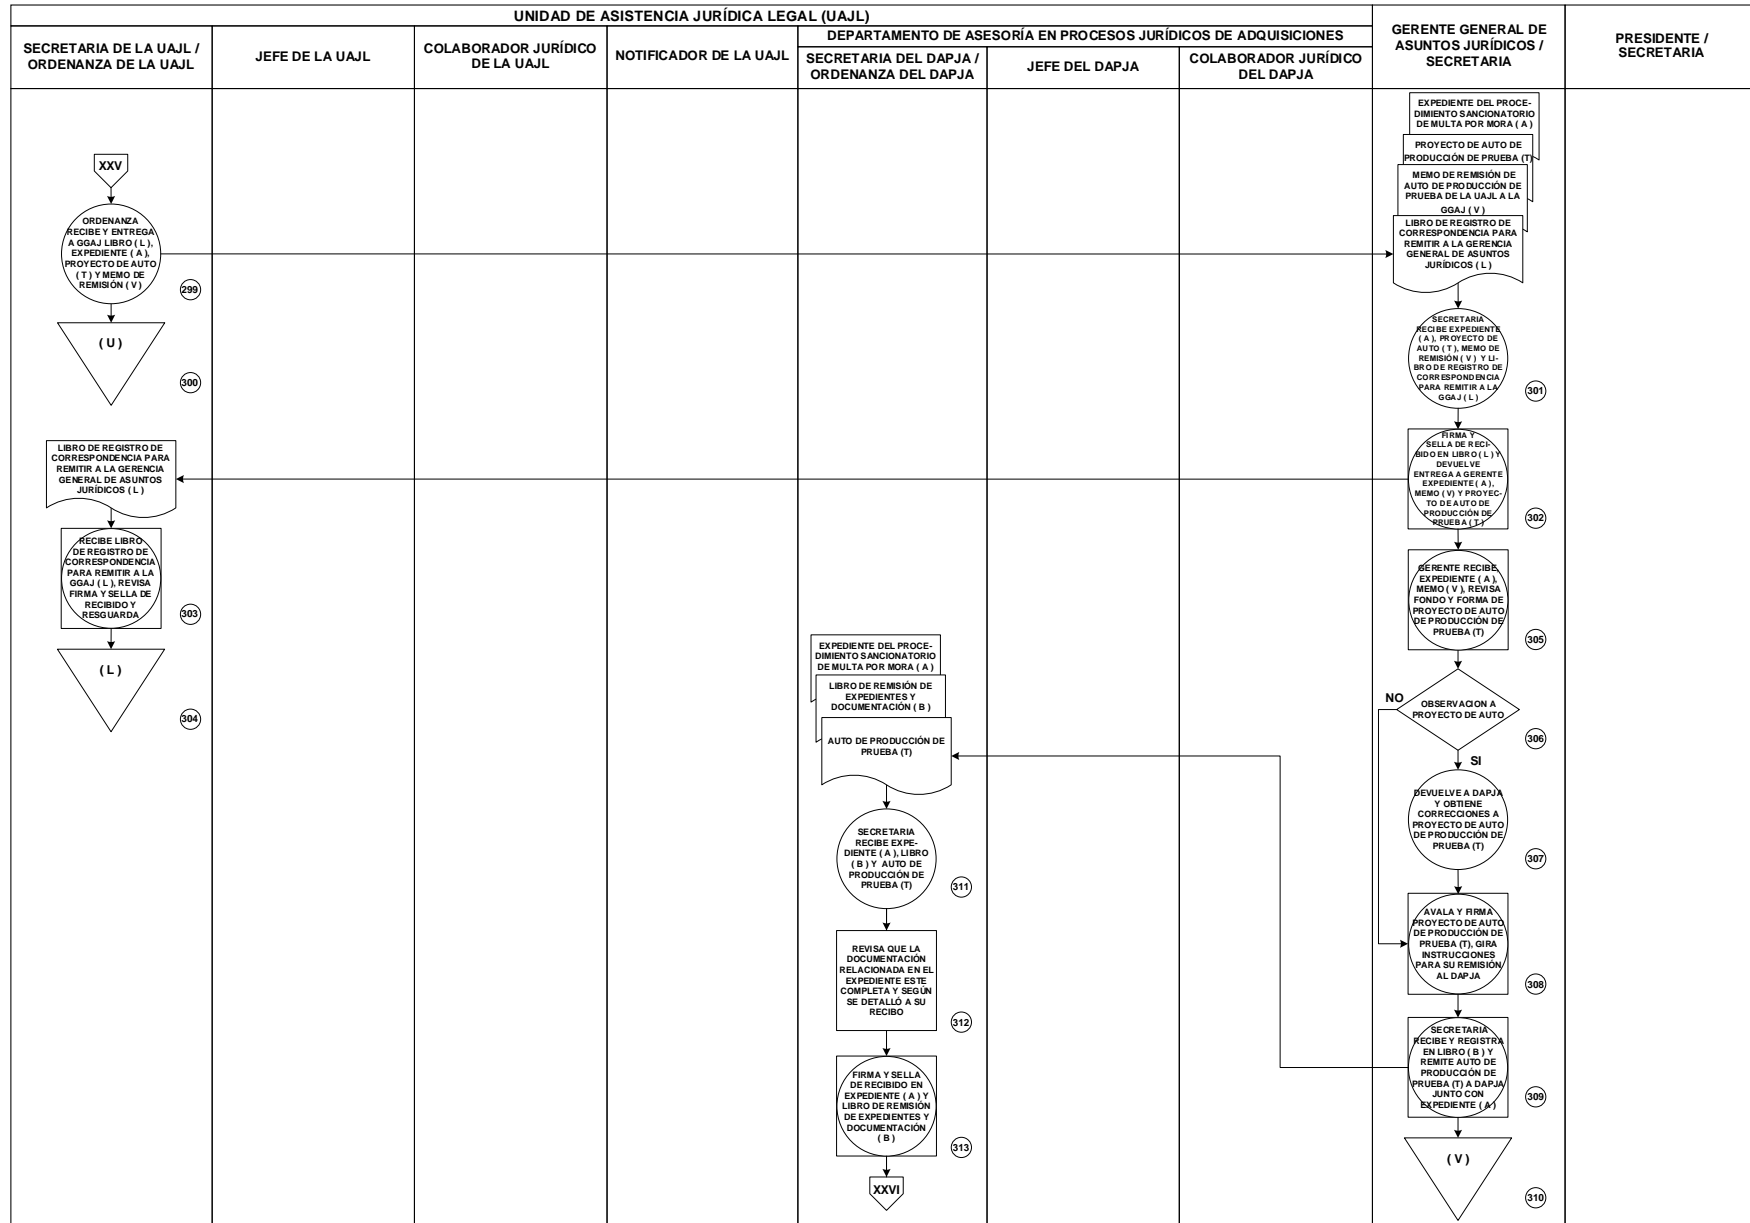 UNIDAD DE ASISTENCIA JURÍDICA LEGAL (UAJL)
SECRETARIA DE LA UAJL /
ORDENANZA DE LA UAJL
JEFE DE LA UAJL
COLABORADOR JURÍDICO
DE LA UAJL
NOTIFICADOR DE LA UAJL
DEPARTAMENTO DE ASESORÍA EN PROCESOS JURÍDICOS DE ADQUISICIONES
SECRETARIA DEL DAPJA /
ORDENANZA DEL DAPJA
JEFE DEL DAPJA
COLABORADOR JURÍDICO
DEL DAPJA
GERENTE GENERAL DE
ASUNTOS JURÍDICOS /
SECRETARIA
PRESIDENTE /
SECRETARIA
XXV
ORDENANZA
RECIBE Y ENTREGA
A GGAJ LIBRO ( L ),
EXPEDIENTE ( A ),
PROYECTO DE AUTO
( T ) Y MEMO DE
REMISIÓN ( V )
299
( U )
300
EXPEDIENTE DEL PROCE-
DIMIENTO SANCIONATORIO
DE MULTA POR MORA ( A )
PROYECTO DE AUTO DE
PRODUCCIÓN DE PRUEBA (T)
MEMO DE REMISIÓN DE
AUTO DE PRODUCCIÓN DE
PRUEBA DE LA UAJL A LA
GGAJ ( V )
LIBRO DE REGISTRO DE
CORRESPONDENCIA PARA
REMITIR A LA GERENCIA
GENERAL DE ASUNTOS
JURÍDICOS ( L )
SECRETARIA
RECIBE EXPEDIENTE
( A ), PROYECTO DE
AUTO ( T ), MEMO DE
REMISIÓN ( V ) Y LI-
BRO DE REGISTRO DE
CORRESPONDENCIA
PARA REMITIR A LA
GGAJ ( L )
301
FIRMA Y
SELLA DE RECI-
BIDO EN LIBRO ( L ) Y
DEVUELVE
ENTREGA A GERENTE
EXPEDIENTE ( A ),
MEMO ( V ) Y PROYEC-
TO DE AUTO DE
PRODUCCIÓN DE
PRUEBA ( T )
302
LIBRO DE REGISTRO DE
CORRESPONDENCIA PARA
REMITIR A LA GERENCIA
GENERAL DE ASUNTOS
JURÍDICOS ( L )
RECIBE LIBRO
DE REGISTRO DE
CORRESPONDENCIA
PARA REMITIR A LA
GGAJ ( L ), REVISA
FIRMA Y SELLA DE
RECIBIDO Y
RESGUARDA
303
( L )
304
GERENTE RECIBE,
EXPEDIENTE ( A ),
MEMO ( V ), REVISA
FONDO Y FORMA DE
PROYECTO DE AUTO
DE PRODUCCIÓN DE
PRUEBA (T)
305
NO
OBSERVACION A
PROYECTO DE AUTO
306
SI
DEVUELVE A DAPJA
Y OBTIENE
CORRECCIONES A
PROYECTO DE AUTO
DE PRODUCCIÓN DE
PRUEBA (T)
307
AVALA Y FIRMA
PROYECTO DE AUTO
DE PRODUCCIÓN DE
PRUEBA (T), GIRA
INSTRUCCIONES
PARA SU REMISIÓN
AL DAPJA
308
SECRETARIA
RECIBE Y REGISTRA
EN LIBRO ( B ) Y
REMITE AUTO DE
PRODUCCIÓN DE
PRUEBA (T) A DAPJA
JUNTO CON
EXPEDIENTE ( A )
309
( V )
310
EXPEDIENTE DEL PROCE-
DIMIENTO SANCIONATORIO
DE MULTA POR MORA ( A )
LIBRO DE REMISIÓN DE
EXPEDIENTES Y
DOCUMENTACIÓN ( B )
AUTO DE PRODUCCIÓN DE
PRUEBA (T)
SECRETARIA
RECIBE EXPE-
DIENTE ( A ), LIBRO
( B ) Y AUTO DE
PRODUCCIÓN DE
PRUEBA (T)
311
REVISA QUE LA
DOCUMENTACIÓN
RELACIONADA EN EL
EXPEDIENTE ESTE
COMPLETA Y SEGÚN
SE DETALLÓ A SU
RECIBO
312
FIRMA Y SELLA
DE RECIBIDO EN
EXPEDIENTE ( A ) Y
LIBRO DE REMISIÓN
DE EXPEDIENTES Y
DOCUMENTACIÓN
( B )
313
XXVI